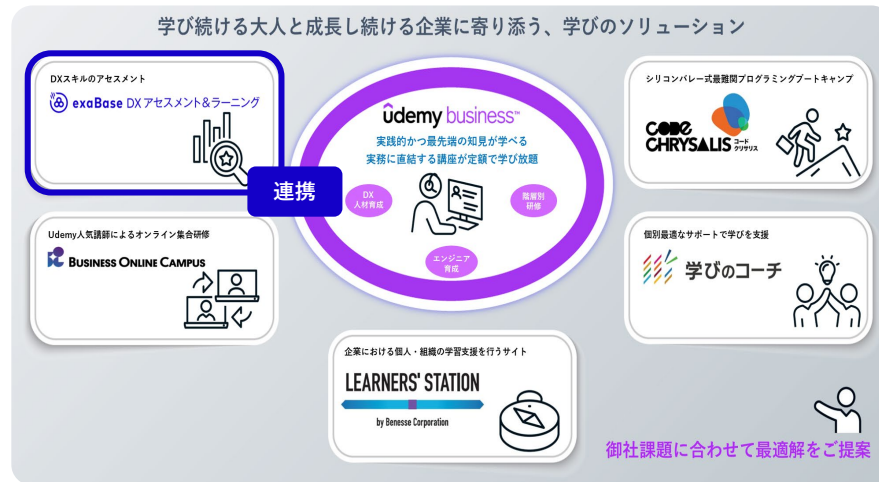 学び続ける大人と成長し続ける企業に寄り添う、学びのソリューション
DXスキルのアセスメント
exaBase DX アセスメント&ラーニング
連携
ûdemy business™
実践的かつ最先端の知見が学べる
実務に直結する講座が定額で学び放題
DX
人材育成
階層別
研修
エンジニア
育成
シリコンバレー式最難関プログラミングブートキャンプ
CODE
CHRYSALIS
コード
クリサリス
Udemy人気講師によるオンライン集合研修
BUSINESS ONLINE CAMPUS
個別最適なサポートで学びを支援
学びのコーチ
企業における個人・組織の学習支援を行うサイト
LEARNERS' STATION
by Benesse Corporation
御社課題に合わせて最適解をご提案